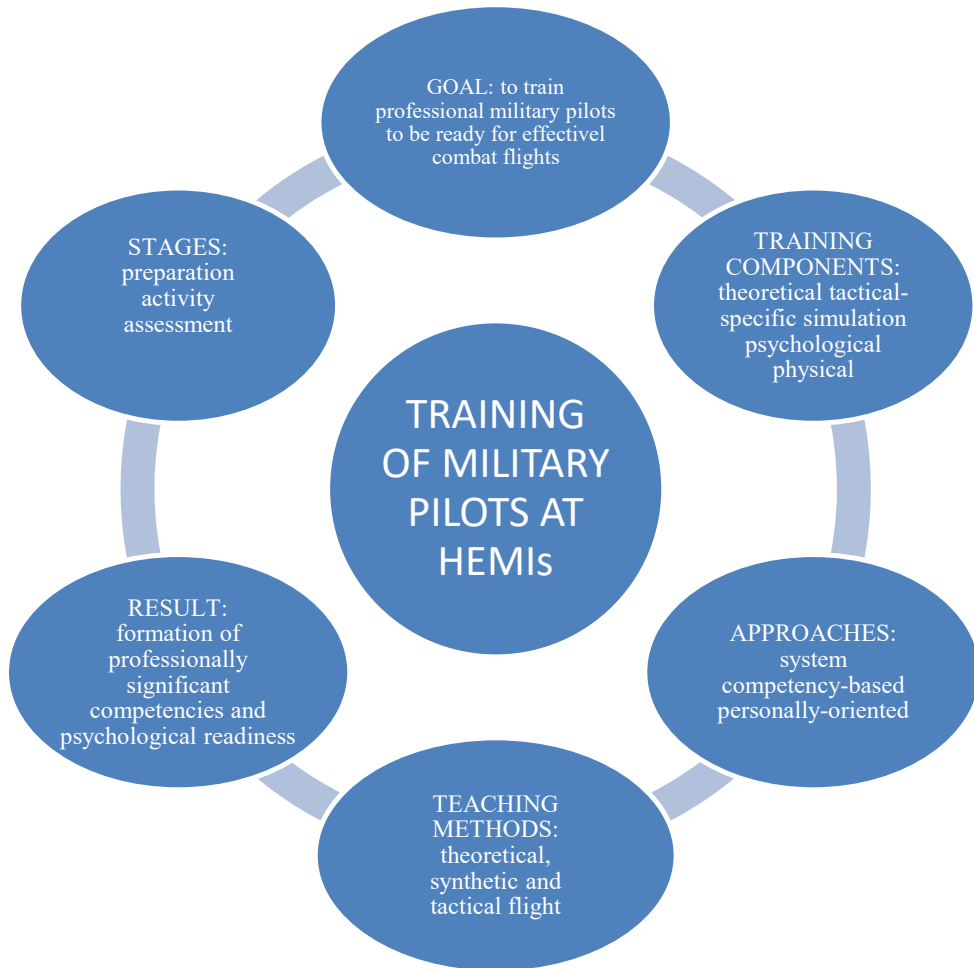 GOAL: to train
professional military pilots
to be ready for effectivel
combat flights
TRAINING
COMPONENTS:
theoretical tactical-
specific simulation
psychological
physical
APPROACHES:
system
competency-based
personally-oriented
TEACHING
METHODS:
theoretical,
synthetic and
tactical flight
RESULT:
formation of
professionally
significant
competencies and
psychological readiness
STAGES:
preparation
activity
assessment
TRAINING
OF MILITARY
PILOTS AT
HEMIs